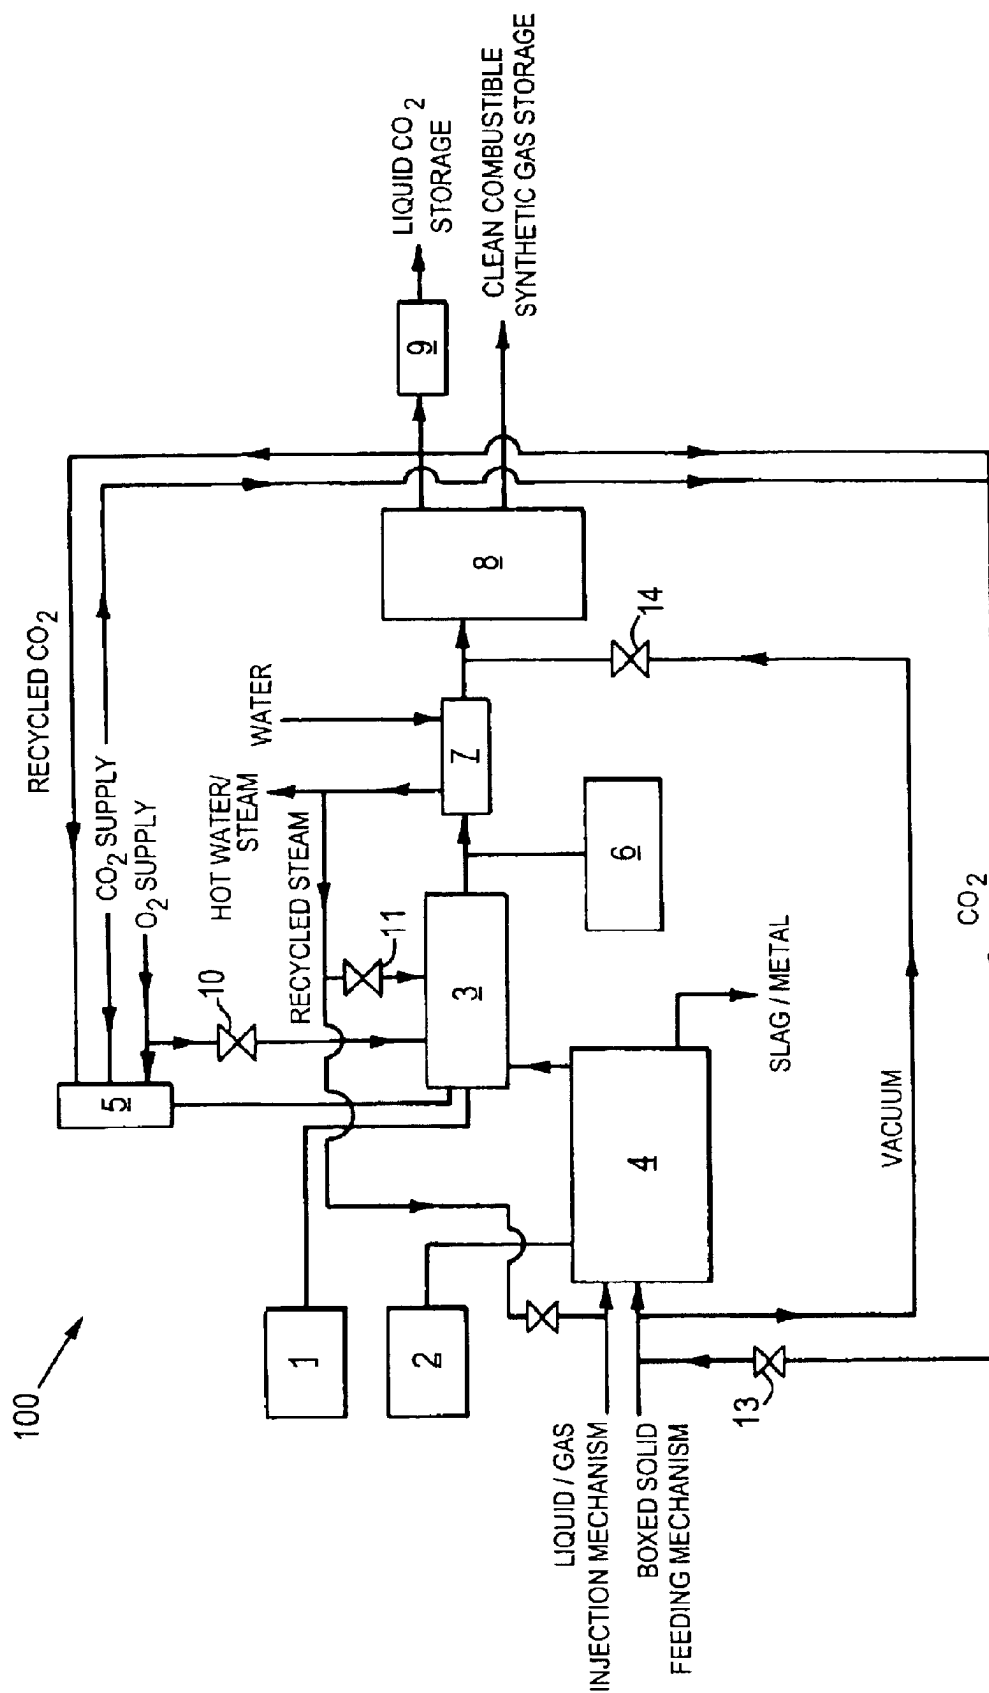 100
RECYCLED CO2
CO2 SUPPLY
O2 SUPPLY
HOT WATER/
STEAM
WATER
RECYCLED STEAM
LIQUID CO2
STORAGE
CLEAN COMBUSTIBLE
SYNTHETIC GAS STORAGE
5
10
11
1
2
3
4
6
7
8
9
14
13
LIQUID / GAS
INJECTION MECHANISM
BOXED SOLID
FEEDING MECHANISM
SLAG / METAL
VACUUM
CO2